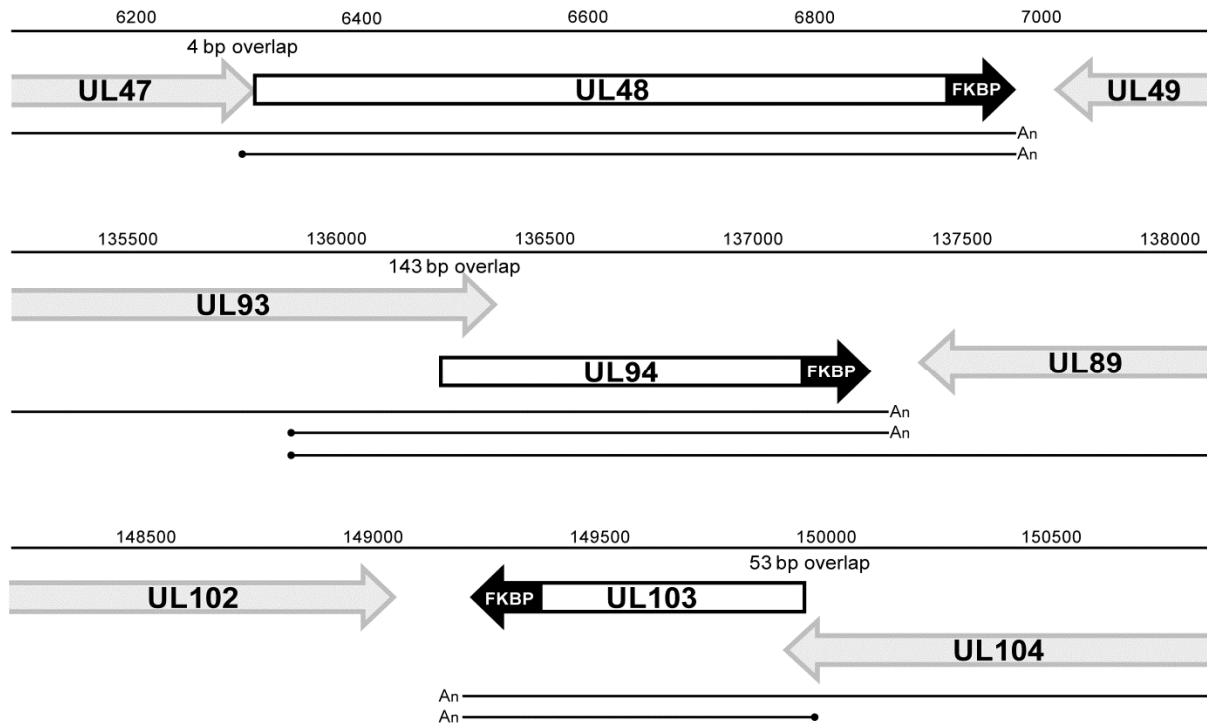 6200 6400 6600 6800 7000
4 bp overlap
UL47 UL48 FKBP UL49
An
An
135500 136000 136500 137000 137500 138000
143 bp overlap
UL93
UL94 FKBP UL89
An
An
148500 149000 149500 150000 150500
53 bp overlap
UL102 FKBP UL103
UL104
An
An